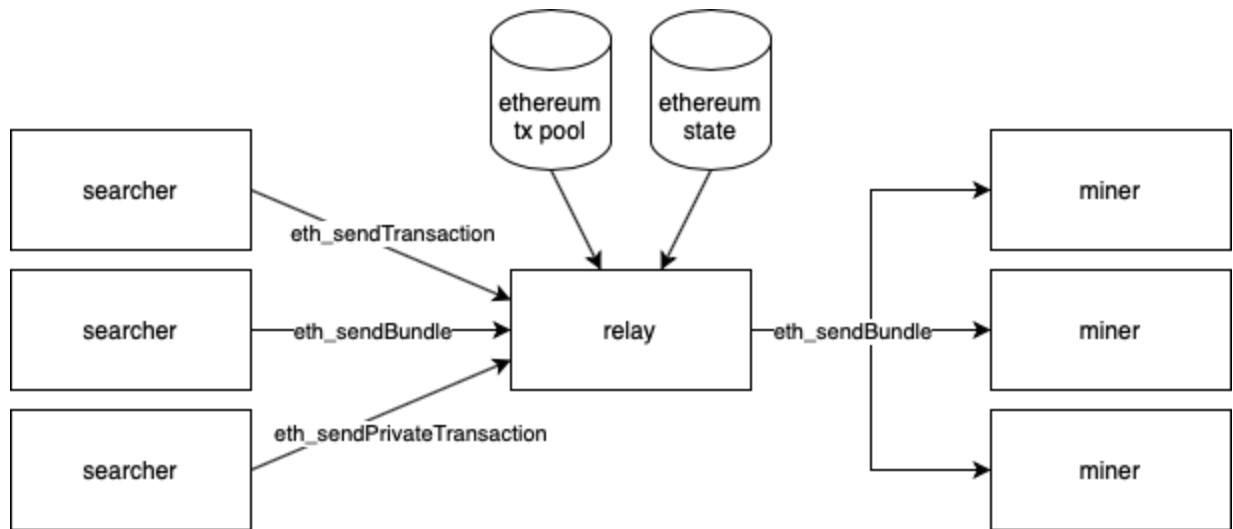 ethereum
tx pool
ethereum
state
searcher
eth_sendTransaction
searcher
eth_sendBundle
searcher
eth_sendPrivateTransaction
relay
eth_sendBundle
miner
miner
miner